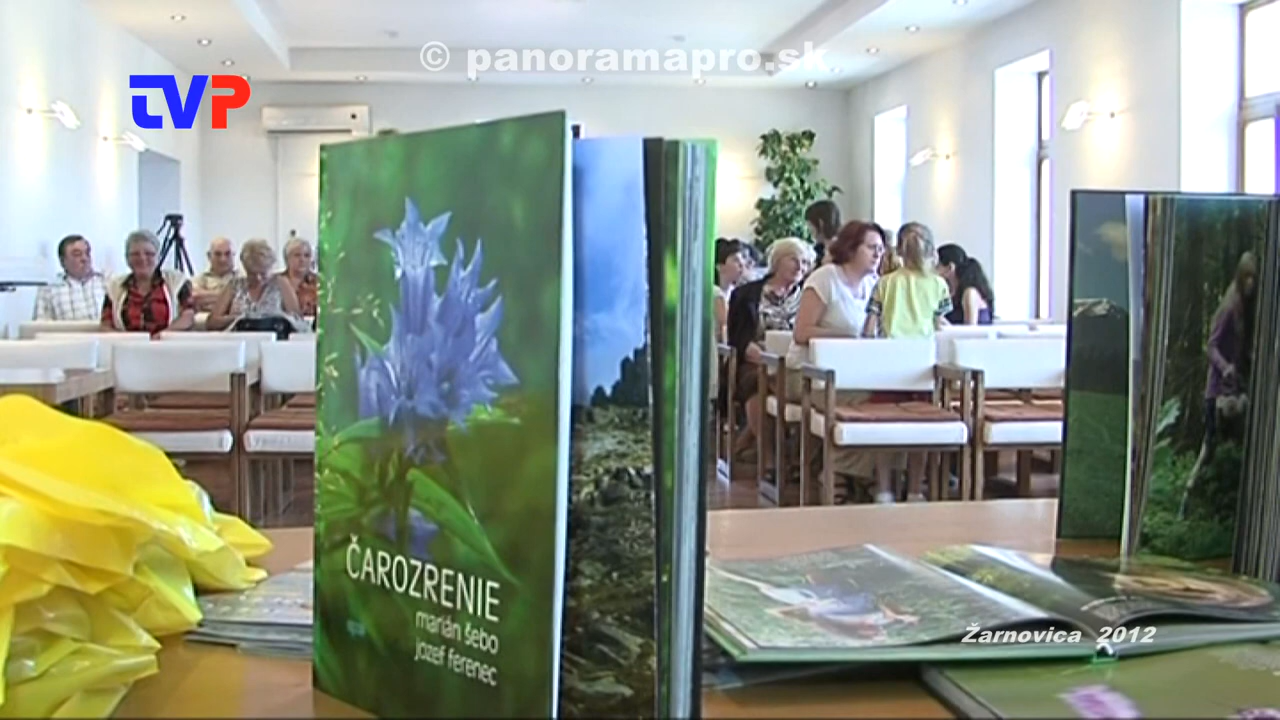 © panoramapro.sk
TVP
ČAROZRENIE
marián šebo
jozef ferenec
Žarnovica 2012